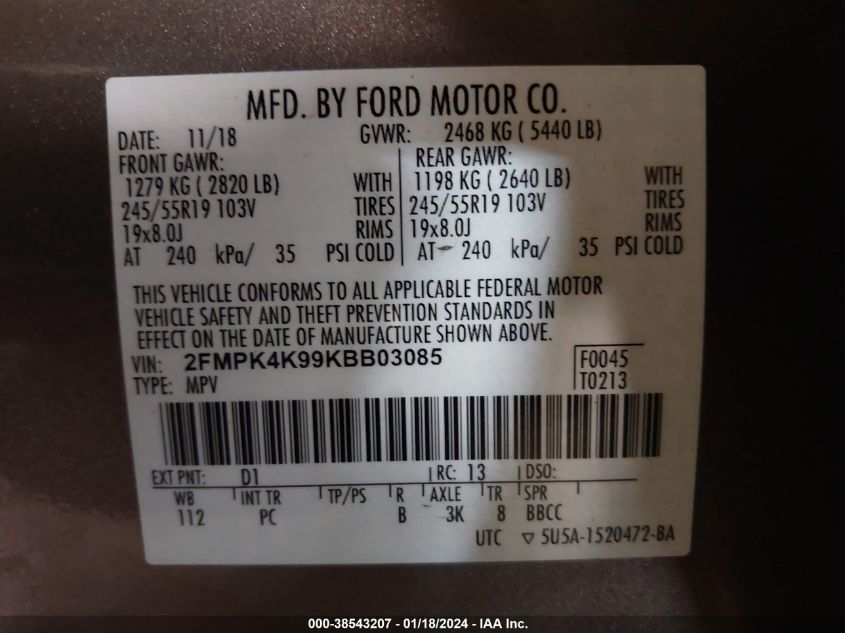 MFD. BY FORD MOTOR CO.
DATE: 11/18 GVWR: 2468 KG ( 5440 LB)
FRONT GAWR: REAR GAWR:
1279 KG ( 2820 LB) WITH 1198 KG ( 2640 LB) WITH
245/55R19 103V TIRES 245/55R19 103V TIRES
19x8.0J RIMS 19x8.0J RIMS
AT 240 kPa/ 35 PSI COLD AT 240 kPa/ 35 PSI COLD
THIS VEHICLE CONFORMS TO ALL APPLICABLE FEDERAL MOTOR
VEHICLE SAFETY AND THEFT PREVENTION STANDARDS IN
EFFECT ON THE DATE OF MANUFACTURE SHOWN ABOVE.
VIN: 2FMPK4K99KBB03085 F0045
TYPE: MPV T0213
EXT PNT: D1 RC: 13 DSO:
WB INT TR TP/PS R AXLE TR SPR
112 PC B 3K 8 BBCC
UTC ▽ 5U5A-1520472-BA
000-38543207 - 01/18/2024 - IAA Inc.